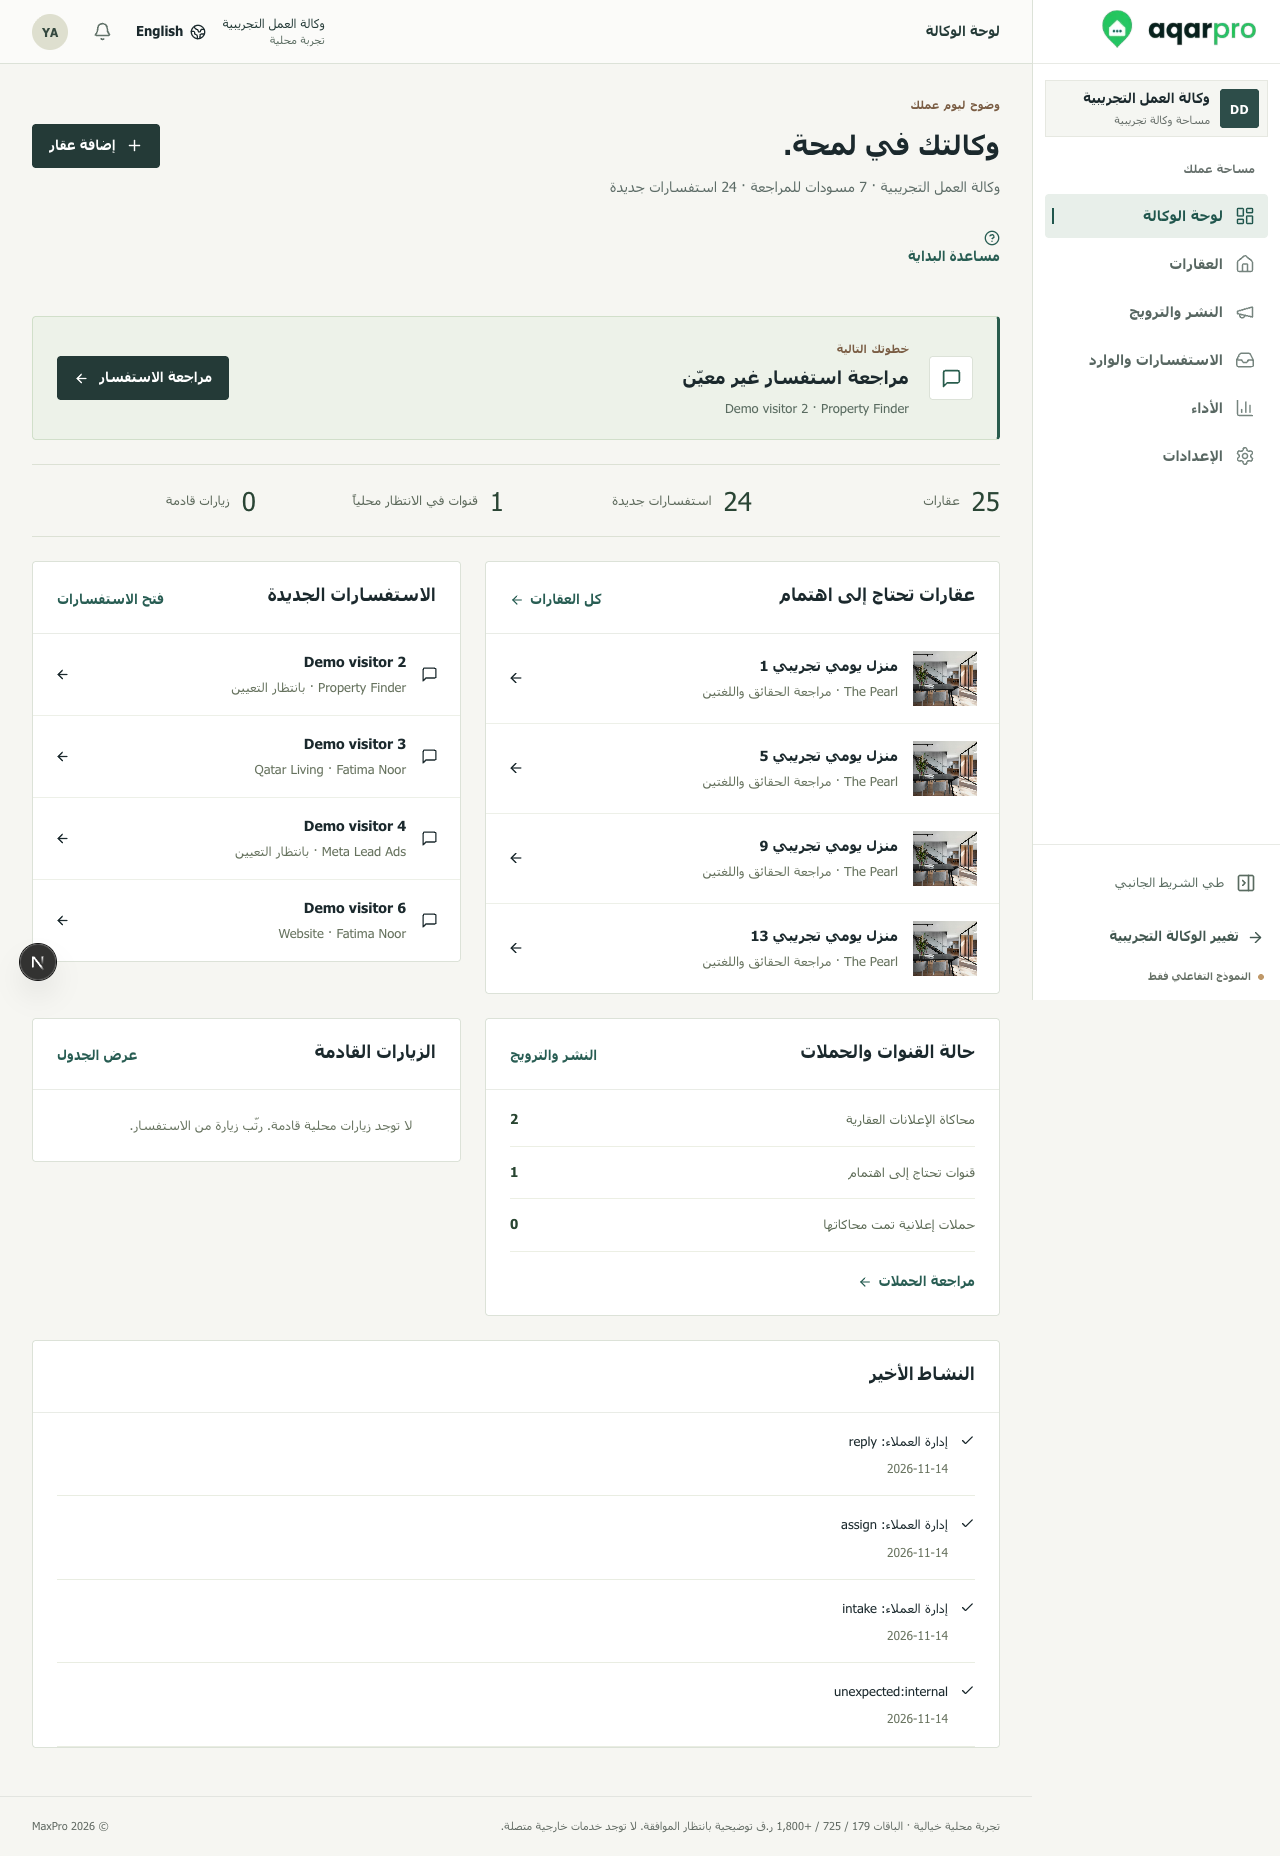 aqarpro
DD
وكالة العمل التجريبية
مساحة وكالة تجريبية
مساحة عملك
لوحة الوكالة
العقارات
النشر والترويج
الاستفسارات والوارد
الأداء
الإعدادات
طي الشريط الجانبي
تغيير الوكالة التجريبية
النموذج التفاعلي فقط
لوحة الوكالة
وكالة العمل التجريبية
تجربة محلية
English
YA
وضوح ليوم عملك
وكالتك في لمحة.
وكالة العمل التجريبية · 7 مسودات للمراجعة · 24 استفسارات جديدة
إضافة عقار
مساعدة البداية
خطوتك التالية
مراجعة استفسار غير معيّن
Demo visitor 2 · Property Finder
مراجعة الاستفسار
25 عقارات
24 استفسارات جديدة
1 قنوات في الانتظار محلياً
0 زيارات قادمة
عقارات تحتاج إلى اهتمام
كل العقارات
منزل يومي تجريبي 1
The Pearl · مراجعة الحقائق واللغتين
منزل يومي تجريبي 5
The Pearl · مراجعة الحقائق واللغتين
منزل يومي تجريبي 9
The Pearl · مراجعة الحقائق واللغتين
منزل يومي تجريبي 13
The Pearl · مراجعة الحقائق واللغتين
الاستفسارات الجديدة
فتح الاستفسارات
Demo visitor 2
Property Finder · بانتظار التعيين
Demo visitor 3
Qatar Living · Fatima Noor
Demo visitor 4
Meta Lead Ads · بانتظار التعيين
Demo visitor 6
Website · Fatima Noor
N
حالة القنوات والحملات
النشر والترويج
محاكاة الإعلانات العقارية 2
قنوات تحتاج إلى اهتمام 1
حملات إعلانية تمت محاكاتها 0
مراجعة الحملات
الزيارات القادمة
عرض الجدول
لا توجد زيارات محلية قادمة. رتّب زيارة من الاستفسار.
النشاط الأخير
إدارة العملاء: reply
2026-11-14
إدارة العملاء: assign
2026-11-14
إدارة العملاء: intake
2026-11-14
unexpected:internal
2026-11-14
تجربة محلية خيالية · الباقات 179 / 725 / +1,800 ر.ق توضيحية بانتظار الموافقة. لا توجد خدمات خارجية متصلة.
© 2026 MaxPro